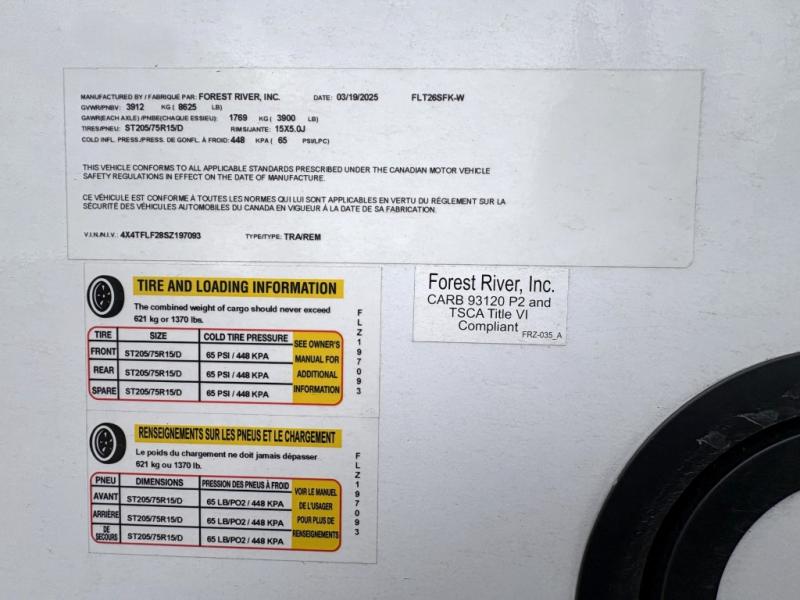 MANUFACTURED BY / FABRIQUÉ PAR: FOREST RIVER, INC. DATE: 03/19/2025 FLT26SFK-W
GVWR/PNBV: 3912 KG ( 8625 LB)
GAWR(EACH AXLE) /PNBE(CHAQUE ESSIEU): 1769 KG ( 3900 LB)
TIRES/PNEU: ST205/75R15/D RIMS/JANTE: 15X5.0J
COLD INFL. PRESS./PRESS. DE GONFL. À FROID: 448 KPA ( 65 PSI/LPC)
THIS VEHICLE CONFORMS TO ALL APPLICABLE STANDARDS PRESCRIBED UNDER THE CANADIAN MOTOR VEHICLE
SAFETY REGULATIONS IN EFFECT ON THE DATE OF MANUFACTURE.
CE VÉHICULE EST CONFORME À TOUTES LES NORMES QUI LUI SONT APPLICABLES EN VERTU DU RÉGLEMENT SUR LA
SÉCURITÉ DES VÉHICULES AUTOMOBILES DU CANADA EN VIGUEUR À LA DATE DE SA FABRICATION.
V.I.N./N.I.V.: 4X4TFLF28SZ197093 TYPE/TYPE: TRA/REM
TIRE AND LOADING INFORMATION
The combined weight of cargo should never exceed
621 kg or 1370 lbs.
TIRE SIZE COLD TIRE PRESSURE
FRONT ST205/75R15/D 65 PSI / 448 KPA
REAR ST205/75R15/D 65 PSI / 448 KPA
SPARE ST205/75R15/D 65 PSI / 448 KPA
SEE OWNER'S
MANUAL FOR
ADDITIONAL
INFORMATION
FLZ197093
Forest River, Inc.
CARB 93120 P2 and
TSCA Title VI
Compliant
FRZ-035_A
RENSEIGNEMENTS SUR LES PNEUS ET LE CHARGEMENT
Le poids du chargement ne doit jamais dépasser
621 kg ou 1370 lb.
PNEU DIMENSIONS PRESSION DES PNEUS À FROID
AVANT ST205/75R15/D 65 LB/PO2 / 448 KPA
ARRIÈRE ST205/75R15/D 65 LB/PO2 / 448 KPA
DE SECOURS ST205/75R15/D 65 LB/PO2 / 448 KPA
VOIR LE MANUEL
DE L'USAGER
POUR PLUS DE
RENSEIGNEMENTS
FLZ197093